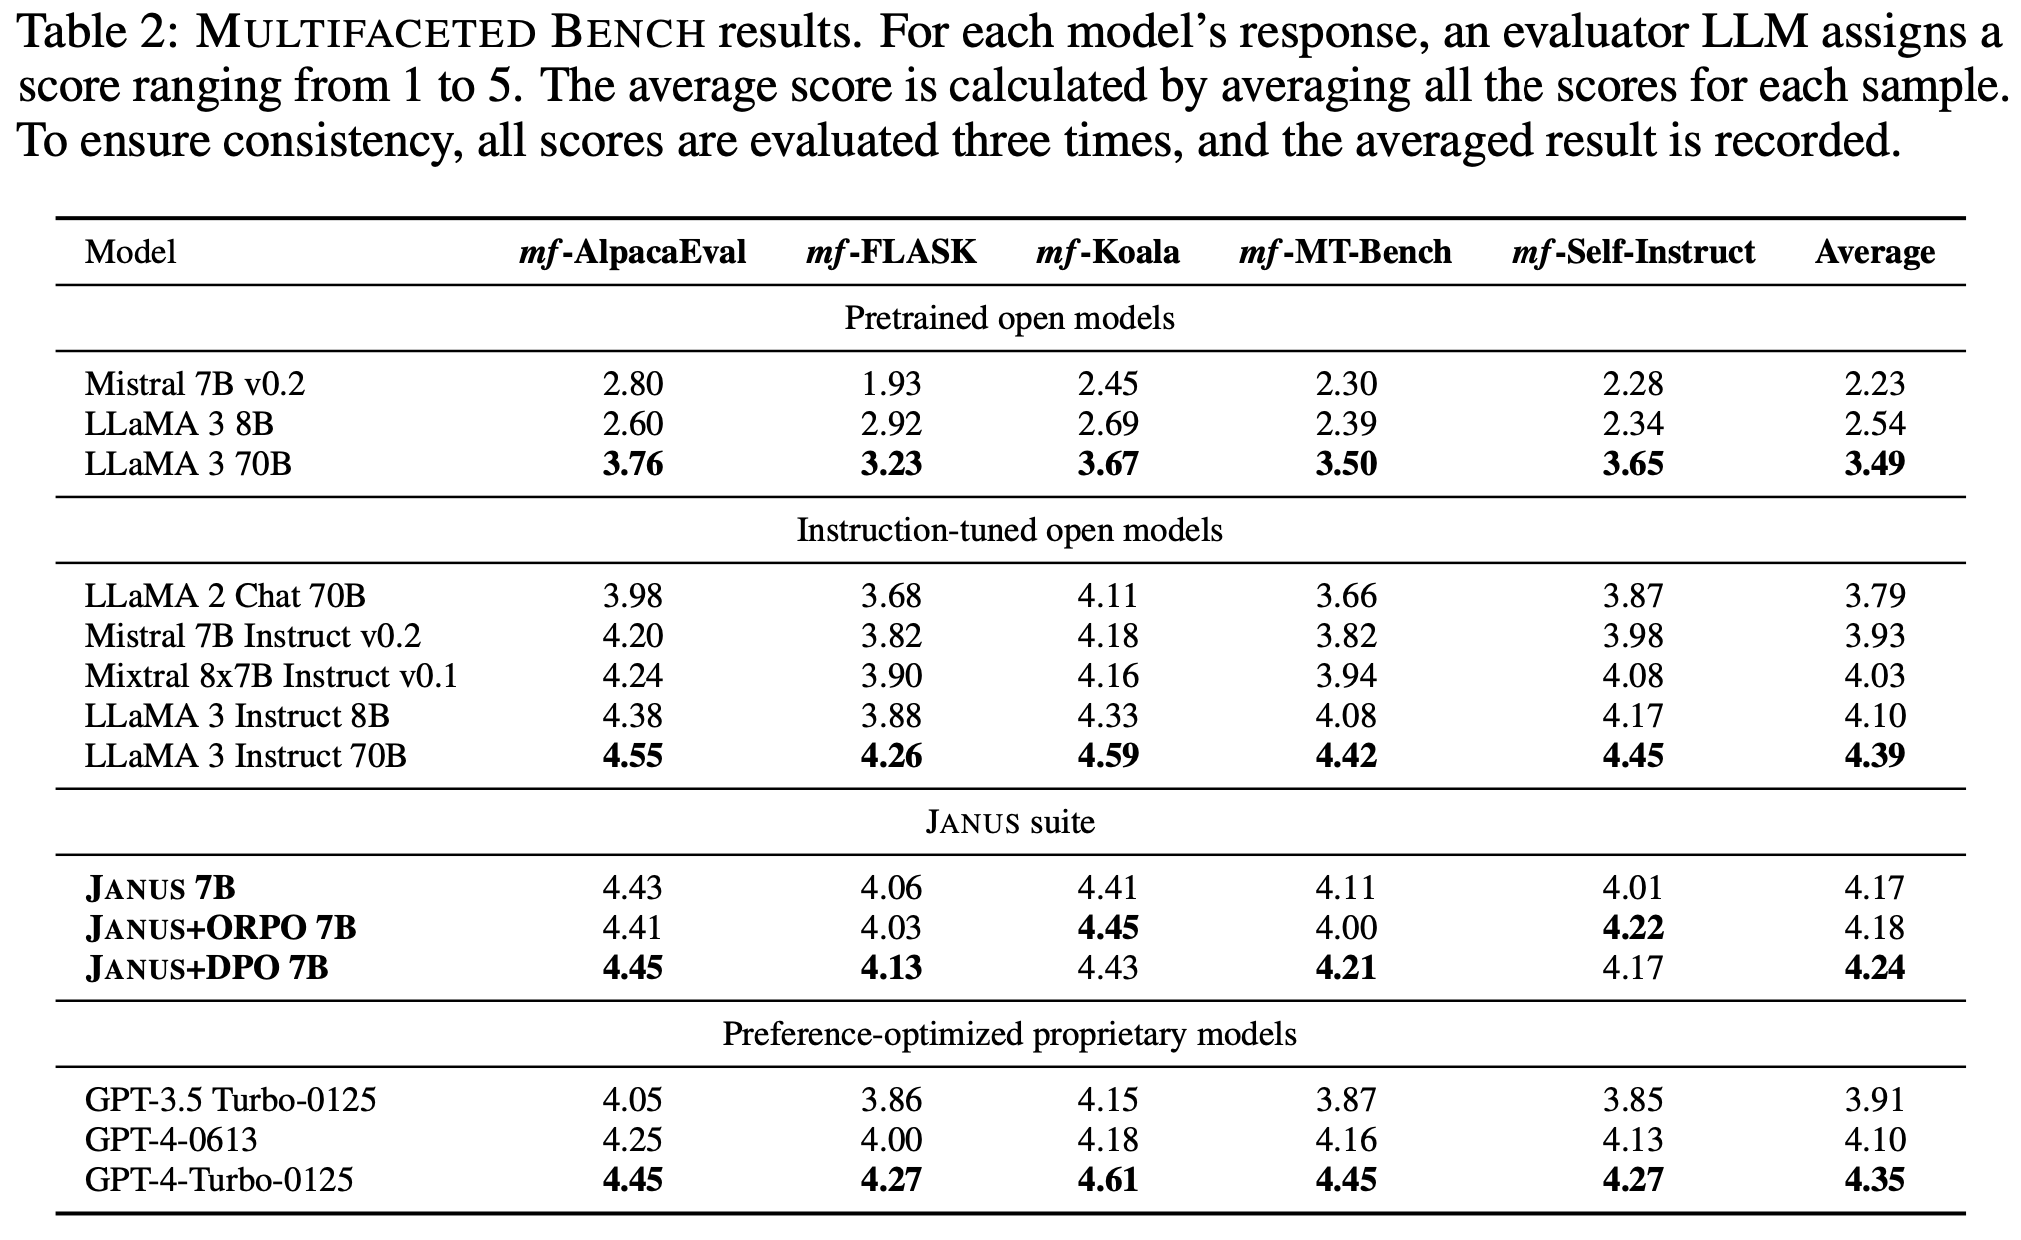 Table 2: MULTIFACETED BENCH results. For each model's response, an evaluator LLM assigns a
score ranging from 1 to 5. The average score is calculated by averaging all the scores for each sample.
To ensure consistency, all scores are evaluated three times, and the averaged result is recorded.
Model mf-AlpacaEval mf-FLASK mf-Koala mf-MT-Bench mf-Self-Instruct Average
Pretrained open models
Mistral 7B v0.2 2.80 1.93 2.45 2.30 2.28 2.23
LLaMA 3 8B 2.60 2.92 2.69 2.39 2.34 2.54
LLaMA 3 70B 3.76 3.23 3.67 3.50 3.65 3.49
Instruction-tuned open models
LLaMA 2 Chat 70B 3.98 3.68 4.11 3.66 3.87 3.79
Mistral 7B Instruct v0.2 4.20 3.82 4.18 3.82 3.98 3.93
Mixtral 8x7B Instruct v0.1 4.24 3.90 4.16 3.94 4.08 4.03
LLaMA 3 Instruct 8B 4.38 3.88 4.33 4.08 4.17 4.10
LLaMA 3 Instruct 70B 4.55 4.26 4.59 4.42 4.45 4.39
JANUS suite
JANUS 7B 4.43 4.06 4.41 4.11 4.01 4.17
JANUS+ORPO 7B 4.41 4.03 4.45 4.00 4.22 4.18
JANUS+DPO 7B 4.45 4.13 4.43 4.21 4.17 4.24
Preference-optimized proprietary models
GPT-3.5 Turbo-0125 4.05 3.86 4.15 3.87 3.85 3.91
GPT-4-0613 4.25 4.00 4.18 4.16 4.13 4.10
GPT-4-Turbo-0125 4.45 4.27 4.61 4.45 4.27 4.35